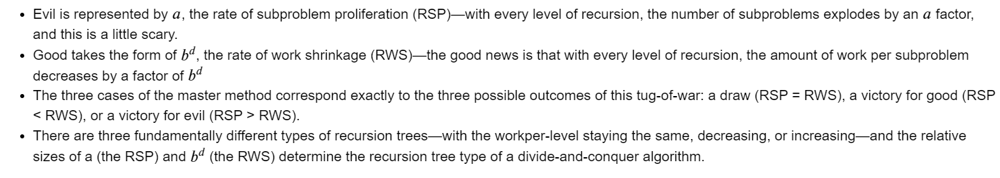 • Evil is represented by a, the rate of subproblem proliferation (RSP)—with every level of recursion, the number of subproblems explodes by an a factor,
and this is a little scary.
• Good takes the form of b^d, the rate of work shrinkage (RWS)—the good news is that with every level of recursion, the amount of work per subproblem
decreases by a factor of b^d
• The three cases of the master method correspond exactly to the three possible outcomes of this tug-of-war: a draw (RSP = RWS), a victory for good (RSP
< RWS), or a victory for evil (RSP > RWS).
• There are three fundamentally different types of recursion trees—with the workper-level staying the same, decreasing, or increasing—and the relative
sizes of a (the RSP) and b^d (the RWS) determine the recursion tree type of a divide-and-conquer algorithm.